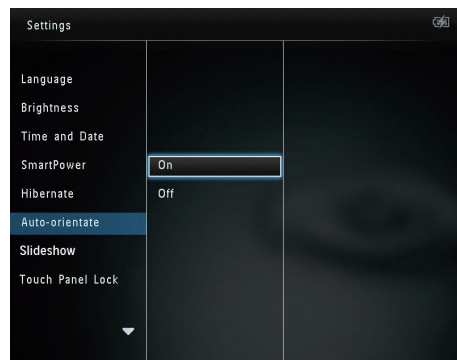 Settings
Language
Brightness
Time and Date
SmartPower
On
Hibernate
Off
Auto-orientate
Slideshow
Touch Panel Lock